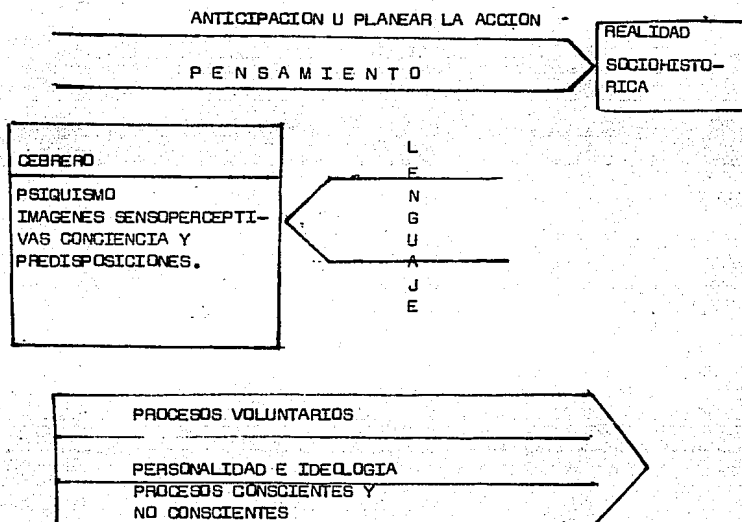 ANTICIPACION U PLANEAR LA ACCION -
REALIDAD
SOCIOHISTO-
RICA
PENSAMIENTO
CEBRERO
PSIQUISMO
IMAGENES SENSOPERCEPTI-
VAS CONCIENCIA Y
PREDISPOSICIONES.
L
E
N
G
U
A
J
E
PROCESOS VOLUNTARIOS
PERSONALIDAD E IDEOLOGIA
PROCESOS CONSCIENTES Y
NO CONSCIENTES